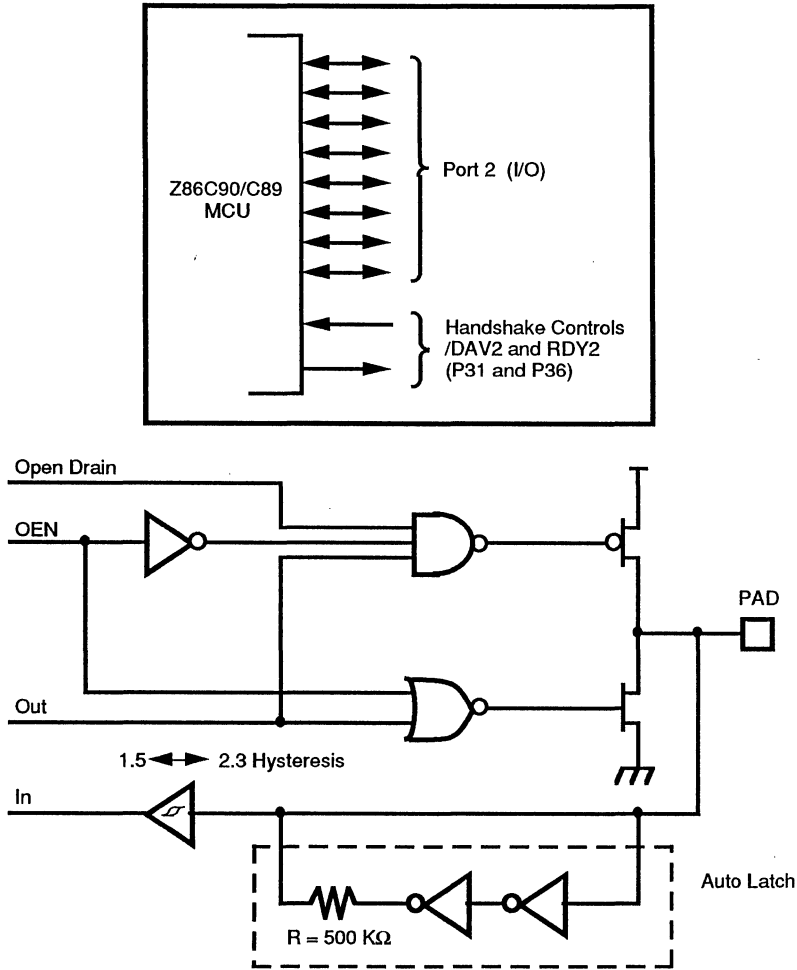 Z86C90/C89
MCU
Port 2 (I/O)
Handshake Controls
/DAV2 and RDY2
(P31 and P36)
Open Drain
OEN
PAD
Out
1.5 2.3 Hysteresis
In
Auto Latch
R = 500 KΩ